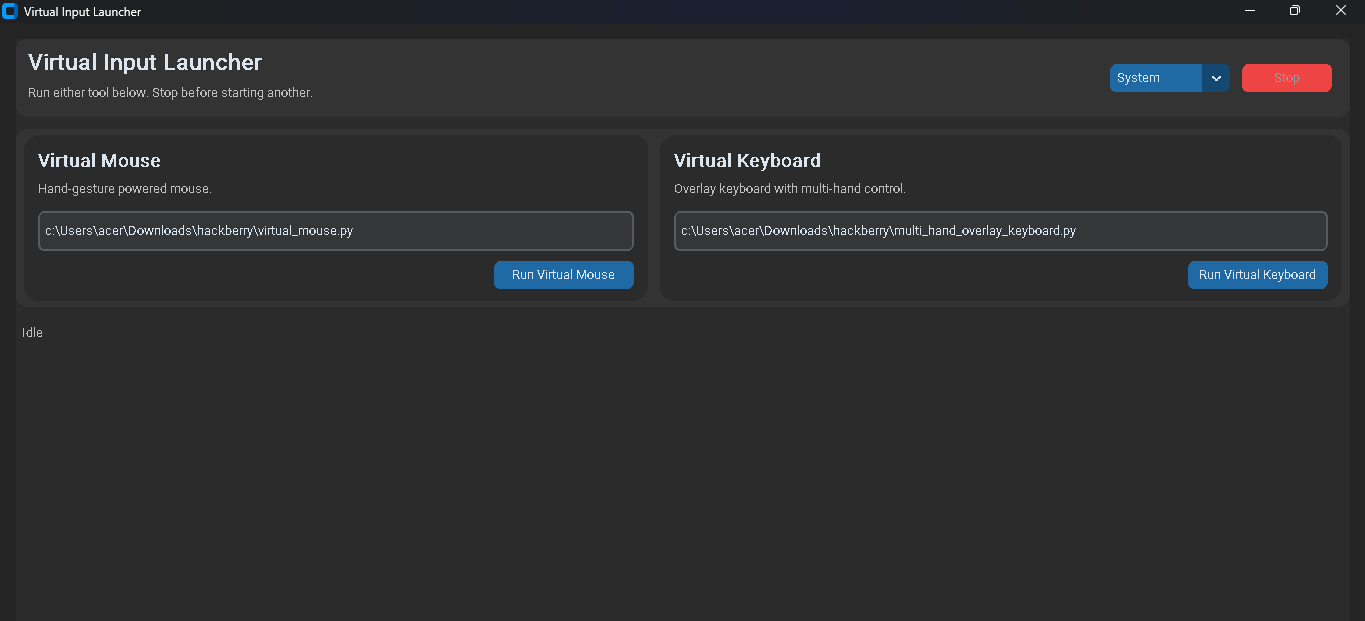 Virtual Input Launcher
Virtual Input Launcher
Run either tool below. Stop before starting another.
System
Stop
Virtual Mouse
Hand-gesture powered mouse.
c:\Users\acer\Downloads\hackberry\virtual_mouse.py
Run Virtual Mouse
Virtual Keyboard
Overlay keyboard with multi-hand control.
c:\Users\acer\Downloads\hackberry\multi_hand_overlay_keyboard.py
Run Virtual Keyboard
Idle